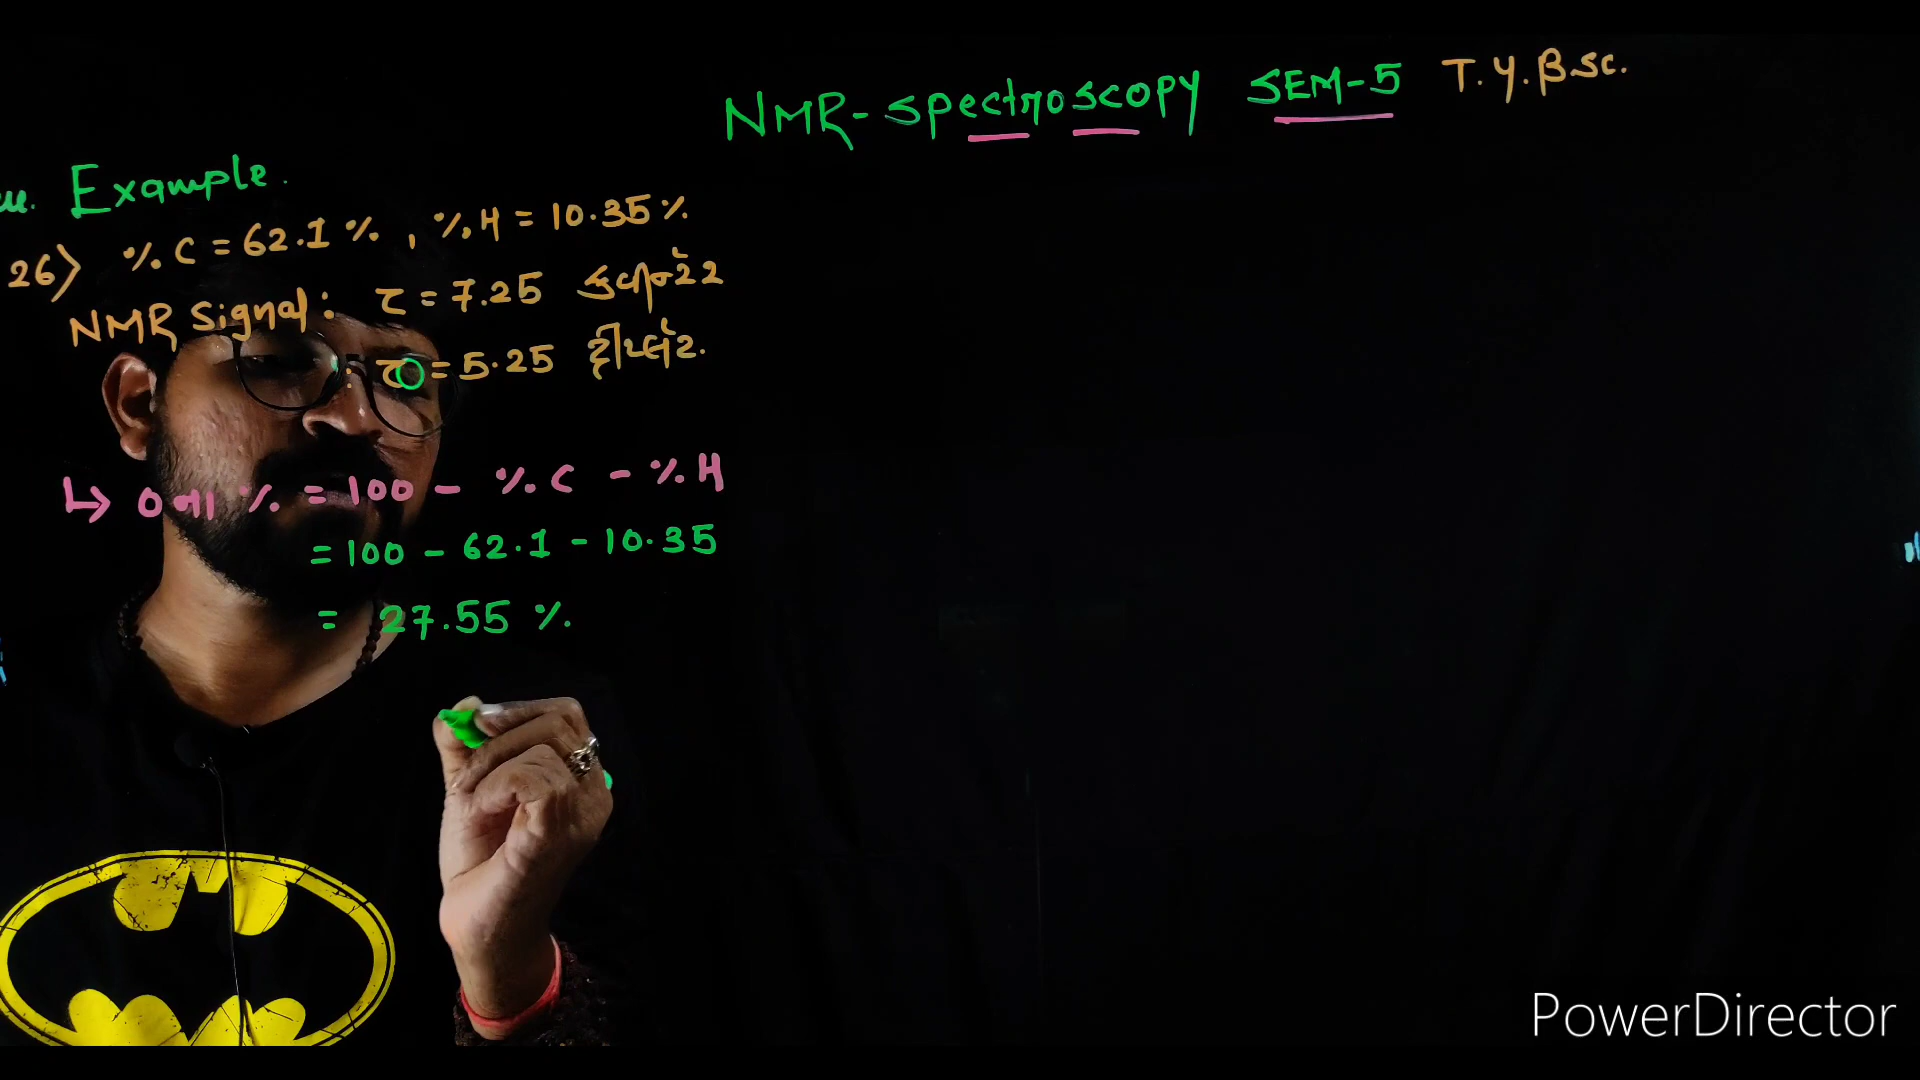 NMR-Spectroscopy SEM-5 T.Y.BSc.
Example.
26) % C = 62.1 %, % H = 10.35 %
NMR Signal: τ = 7.25
: τ = 5.25
↳ O ના % = 100 - % C - % H
= 100 - 62.1 - 10.35
= 27.55 %.
PowerDirector